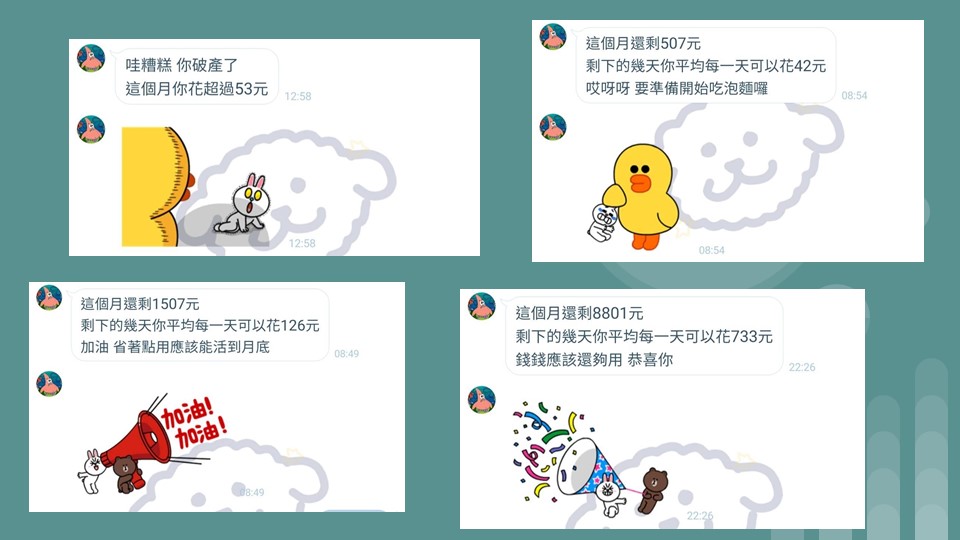 哇糟糕 你破產了
這個月你花超過53元
12:58
12:58
這個月還剩507元
剩下的幾天你平均每一天可以花42元
哎呀呀 要準備開始吃泡麵囉
08:54
08:54
這個月還剩1507元
剩下的幾天你平均每一天可以花126元
加油 省著點用應該能活到月底
08:49
加油!
加油!
08:49
這個月還剩8801元
剩下的幾天你平均每一天可以花733元
錢錢應該還夠用 恭喜你
22:26
22:26